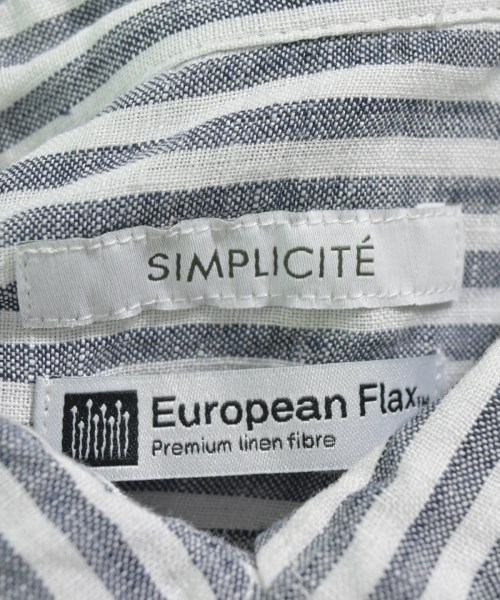 SIMPLICITÉ
European Flax™
Premium linen fibre